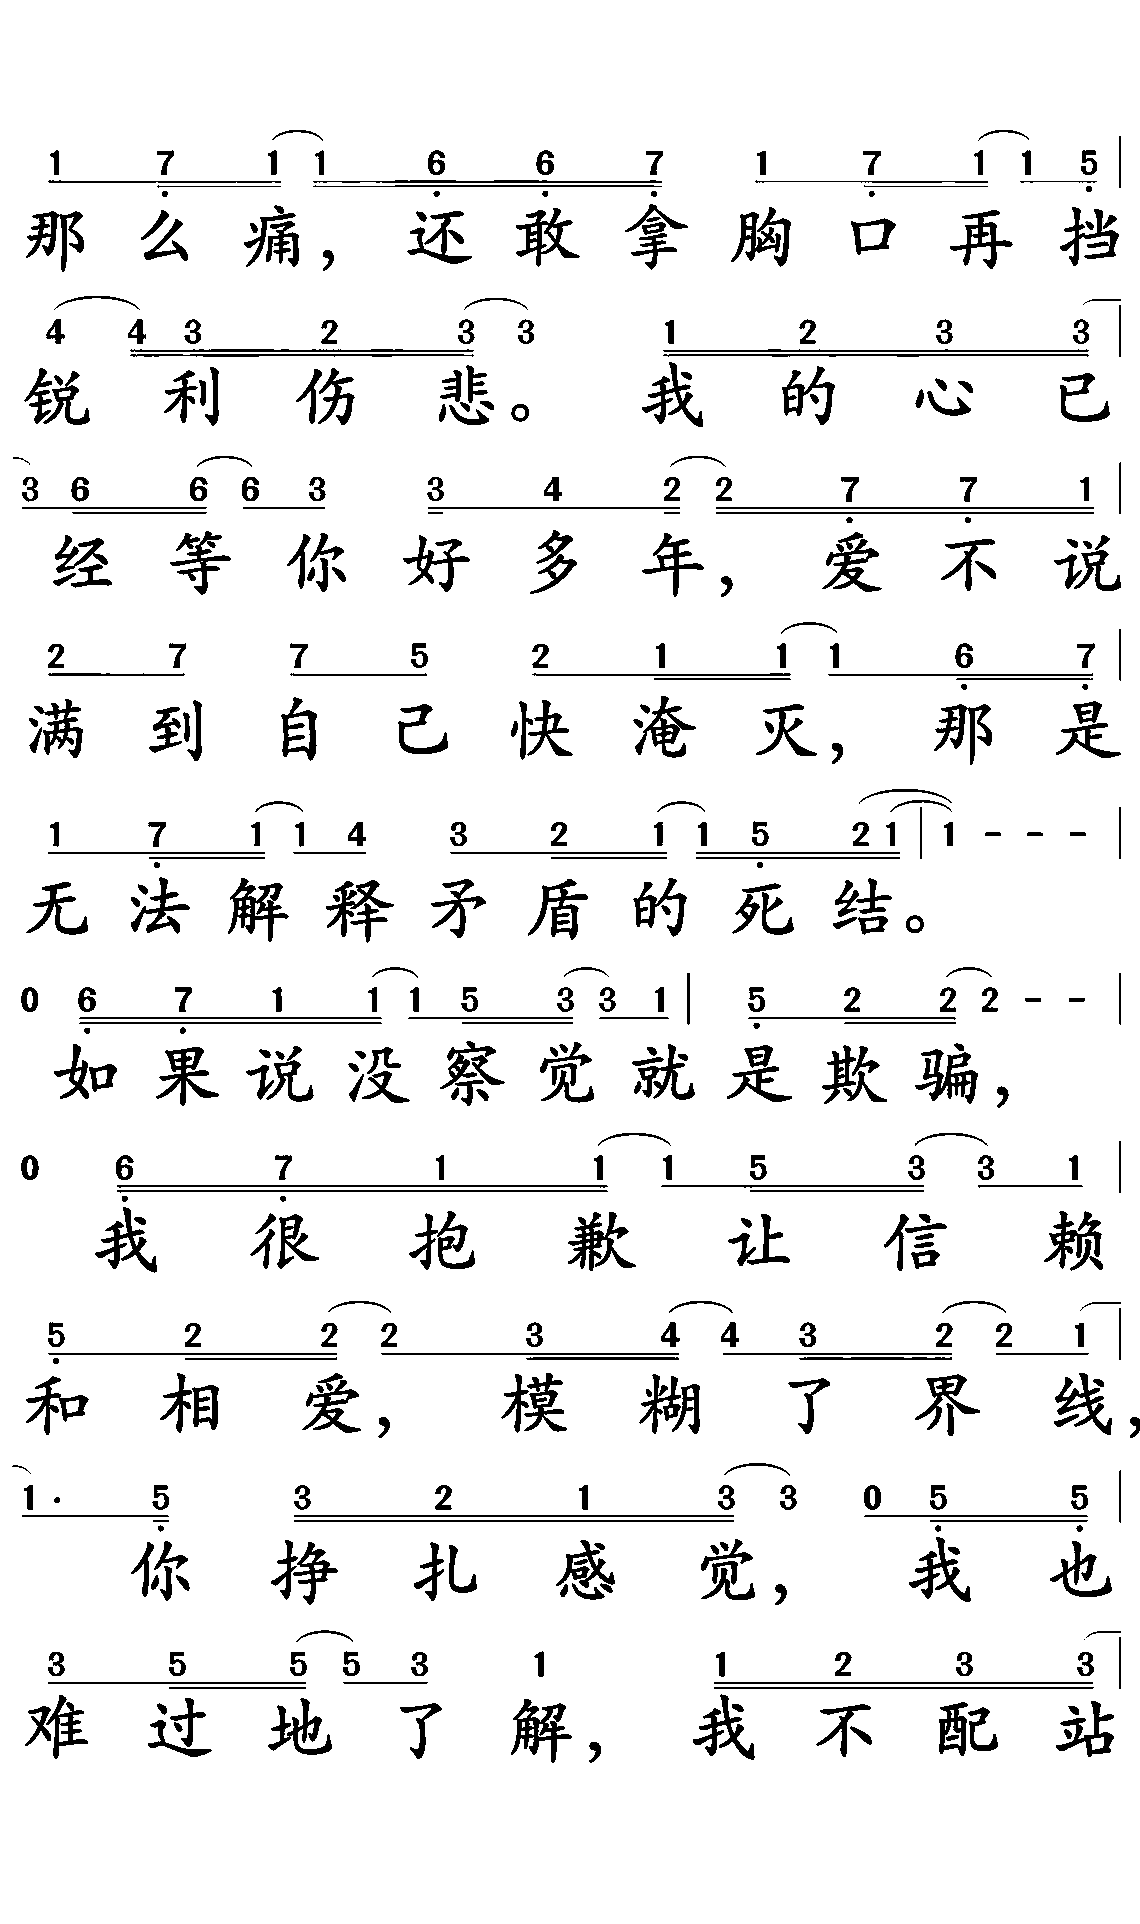 1 7 1 1 6 6 7 1 7 1 1 5
那么痛，还敢拿胸口再挡
4 4 3 2 3 3 1 2 3 3
锐利伤悲。我的心已
3 6 6 6 3 3 4 2 2 7 7 1
经等你好多年，爱不说
2 7 7 5 2 1 1 1 6 7
满到自己快淹灭，那是
1 7 1 1 4 3 2 1 1 5 2 1 1 - - -
无法解释矛盾的死结。
0 6 7 1 1 1 5 3 3 1 5 2 2 2 - -
如果说没察觉就是欺骗，
0 6 7 1 1 1 5 3 3 1
我很抱歉让信赖
5 2 2 2 3 4 4 3 2 2 1
和相爱，模糊了界线，
1· 5 3 2 1 3 3 0 5 5
你挣扎感觉，我也
3 5 5 5 3 1 1 2 3 3
难过地了解，我不配站